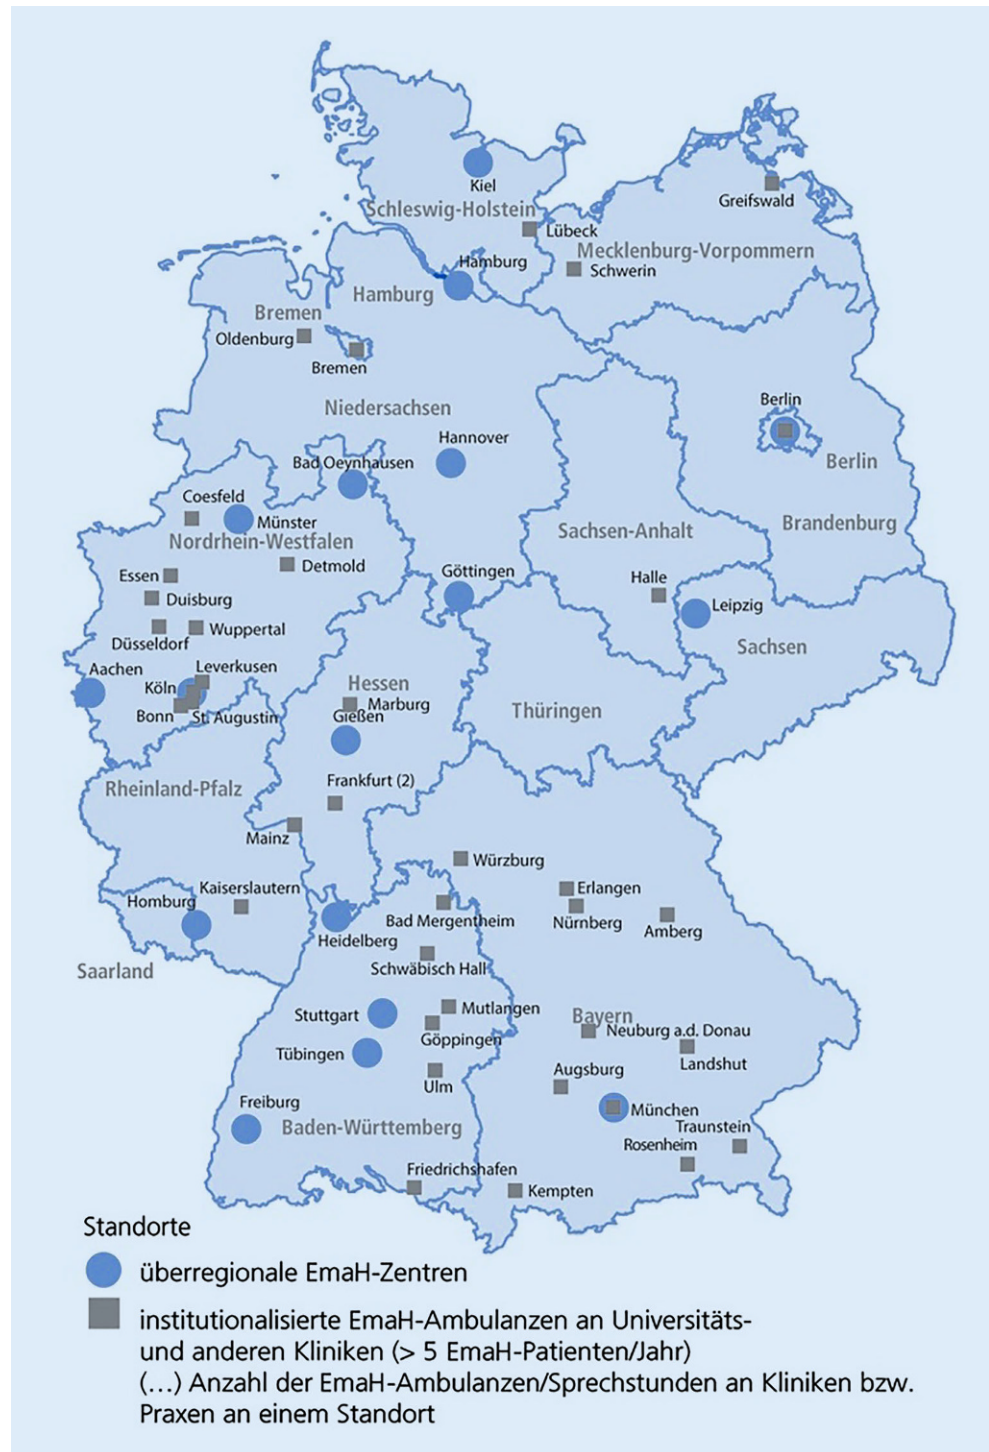 Kiel
Schleswig-Holstein
Greifswald
Lübeck
Mecklenburg-Vorpommern
Schwerin
Hamburg
Hamburg
Bremen
Oldenburg
Bremen
Niedersachsen
Berlin
Hannover
Bad Oeynhausen
Berlin
Coesfeld
Münster
Brandenburg
Sachsen-Anhalt
Nordrhein-Westfalen
Detmold
Göttingen
Essen
Halle
Duisburg
Leipzig
Wuppertal
Düsseldorf
Sachsen
Leverkusen
Aachen
Köln
Hessen
Marburg
Bonn
St. Augustin
Gießen
Thüringen
Frankfurt (2)
Rheinland-Pfalz
Mainz
Würzburg
Kaiserslautern
Erlangen
Homburg
Bad Mergentheim
Nürnberg
Amberg
Heidelberg
Schwäbisch Hall
Saarland
Mutlangen
Stuttgart
Bayern
Neuburg a.d. Donau
Göppingen
Tübingen
Landshut
Augsburg
Ulm
Freiburg
München
Baden-Württemberg
Traunstein
Rosenheim
Friedrichshafen
Kempten
Standorte
überregionale EmaH-Zentren
institutionalisierte EmaH-Ambulanzen an Universitäts-
und anderen Kliniken (> 5 EmaH-Patienten/Jahr)
(...) Anzahl der EmaH-Ambulanzen/Sprechstunden an Kliniken bzw.
Praxen an einem Standort